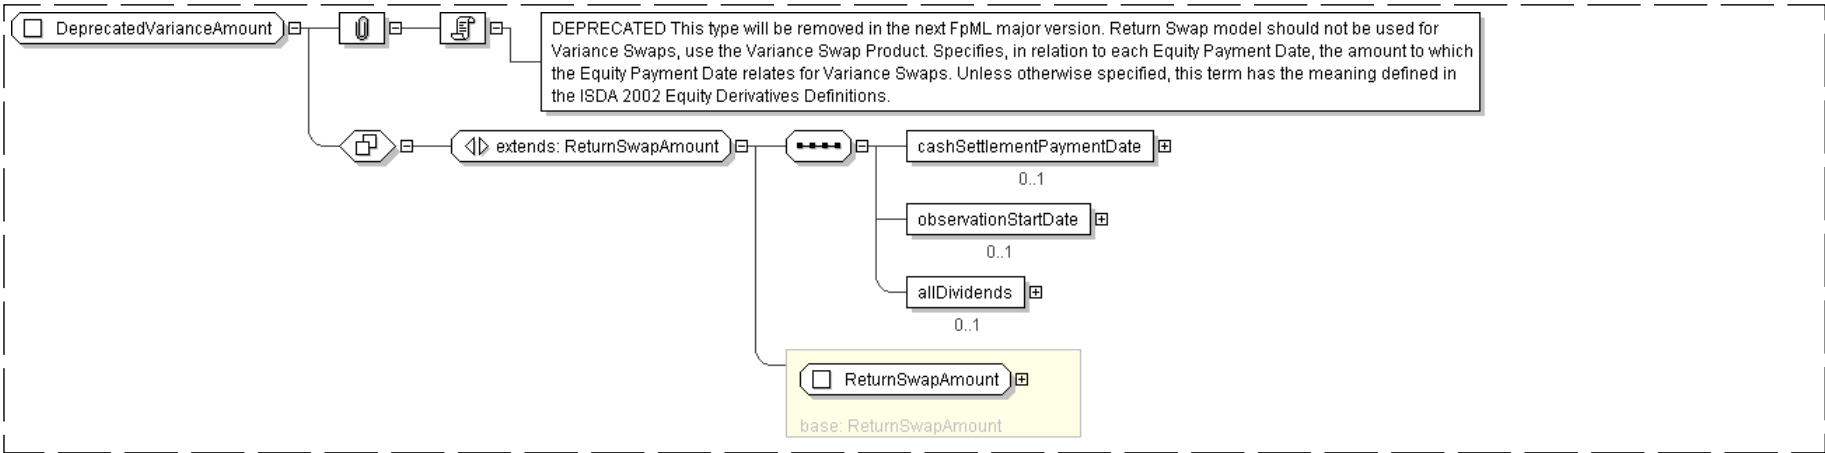 DeprecatedVarianceAmount
DEPRECATED This type will be removed in the next FpML major version. Return Swap model should not be used for
Variance Swaps, use the Variance Swap Product. Specifies, in relation to each Equity Payment Date, the amount to which
the Equity Payment Date relates for Variance Swaps. Unless otherwise specified, this term has the meaning defined in
the ISDA 2002 Equity Derivatives Definitions.
extends: ReturnSwapAmount
cashSettlementPaymentDate
0..1
observationStartDate
0..1
allDividends
0..1
ReturnSwapAmount
base: ReturnSwapAmount